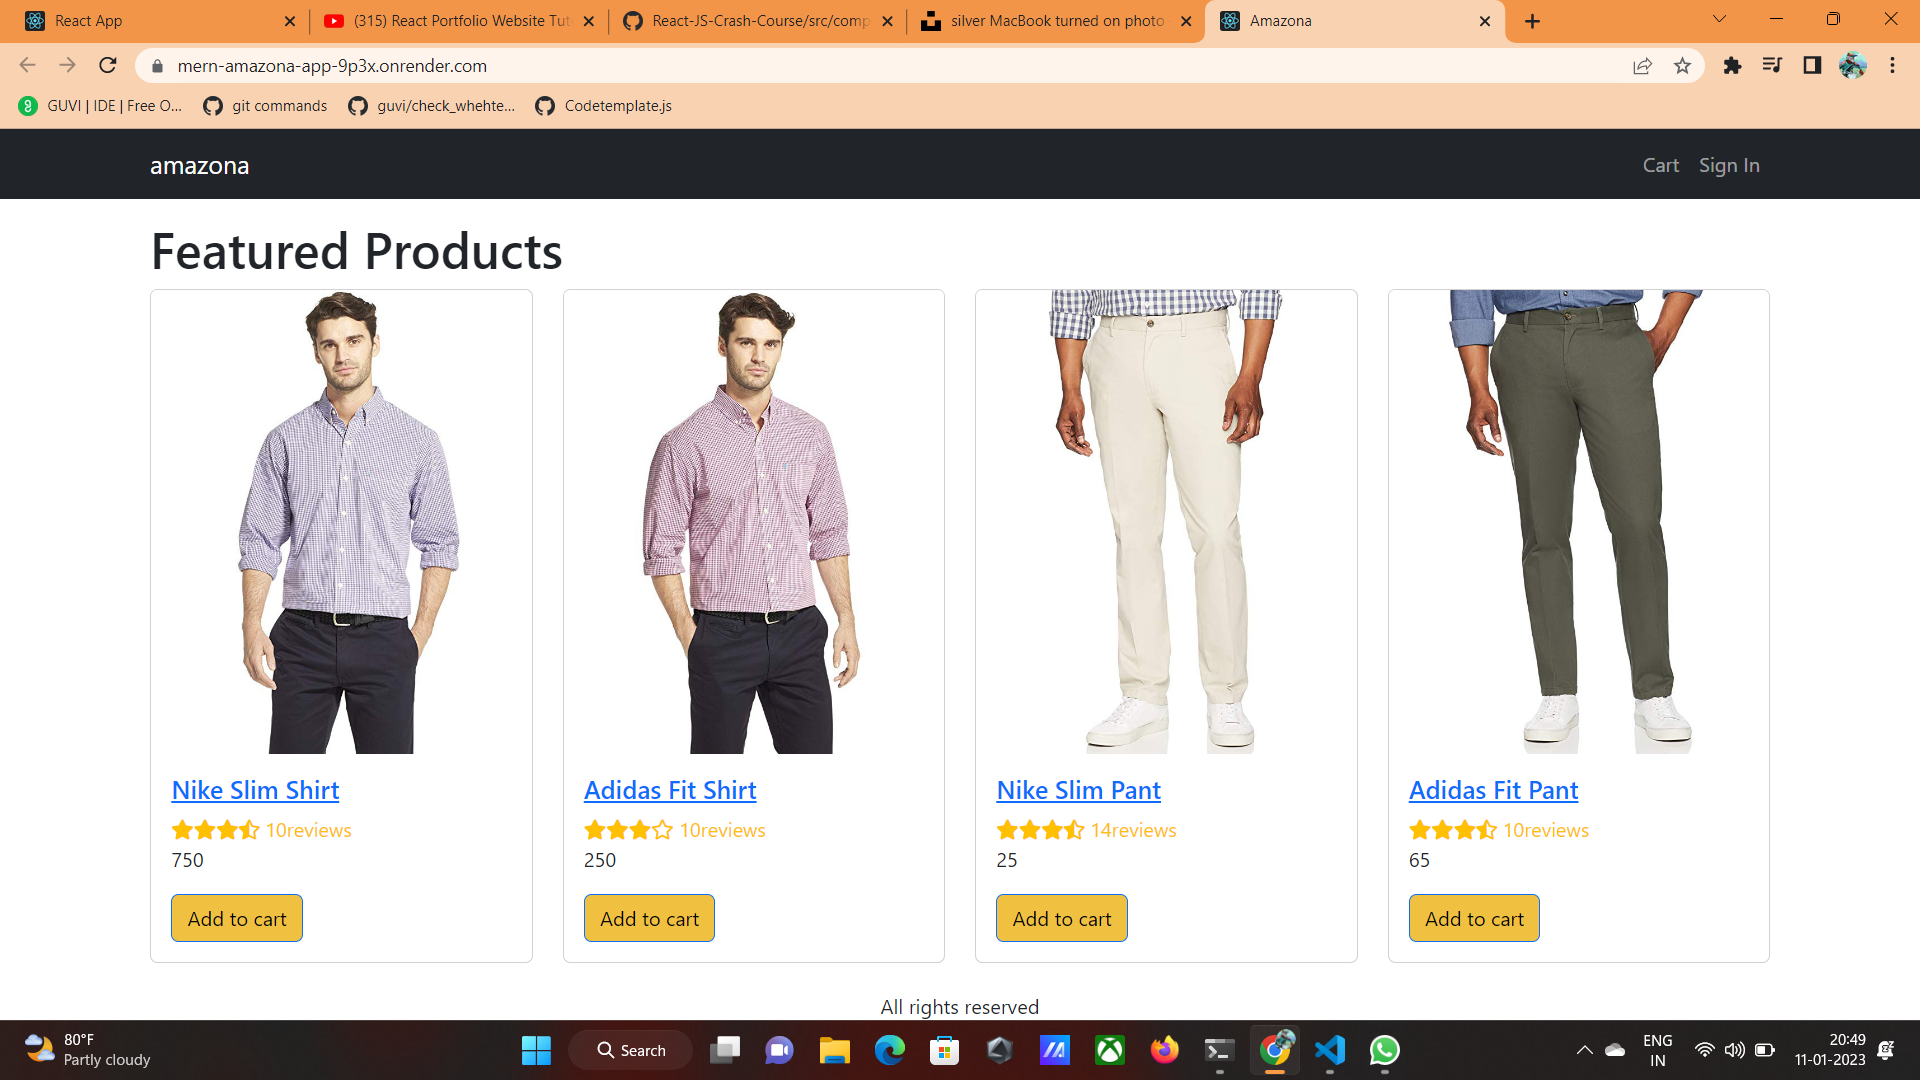 React App
(315) React Portfolio Website Tut
React-JS-Crash-Course/src/comp
silver MacBook turned on photo
Amazona
mern-amazona-app-9p3x.onrender.com
GUVI | IDE | Free O...
git commands
guvi/check_whehte...
Codetemplate.js
amazona
Cart
Sign In
Featured Products
Nike Slim Shirt
10reviews
750
Add to cart
Adidas Fit Shirt
10reviews
250
Add to cart
Nike Slim Pant
14reviews
25
Add to cart
Adidas Fit Pant
10reviews
65
Add to cart
All rights reserved
80°F
Partly cloudy
Search
ENG
IN
20:49
11-01-2023